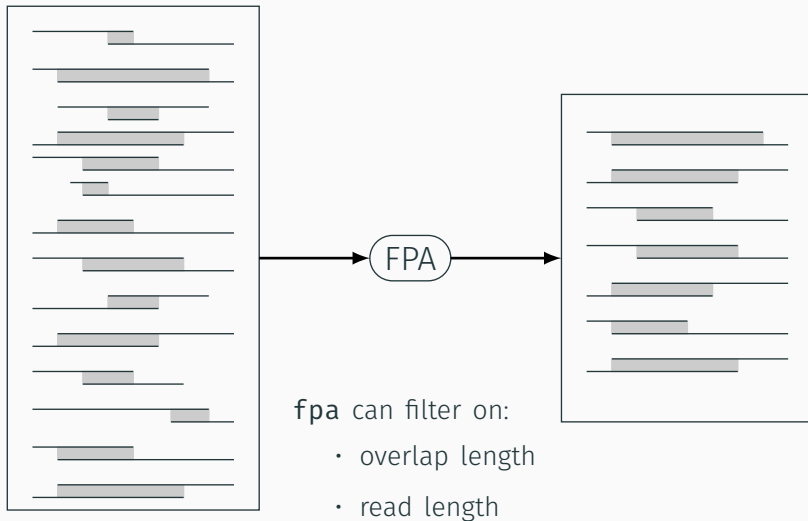 FPA
fpa can filter on:
· overlap length
· read length